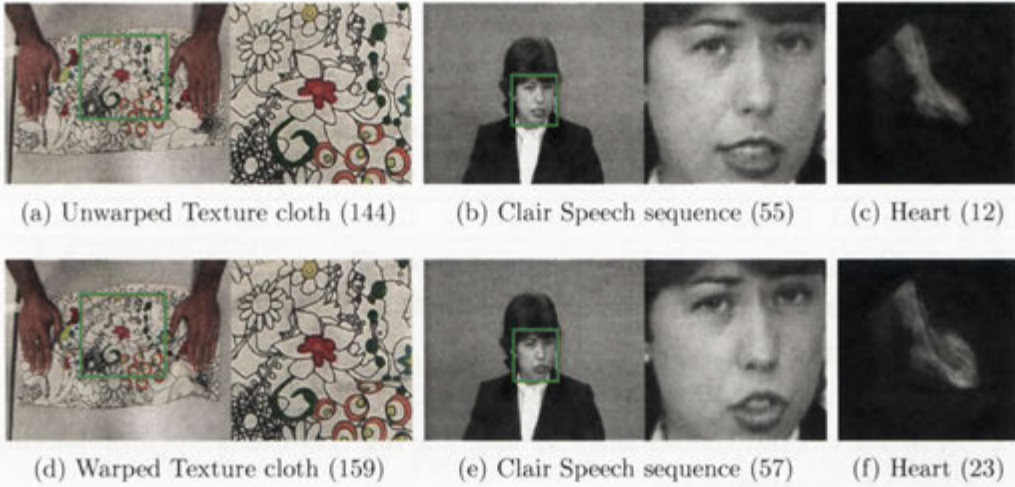 (a) Unwarped Texture cloth (144)
(b) Clair Speech sequence (55)
(c) Heart (12)
(d) Warped Texture cloth (159)
(e) Clair Speech sequence (57)
(f) Heart (23)